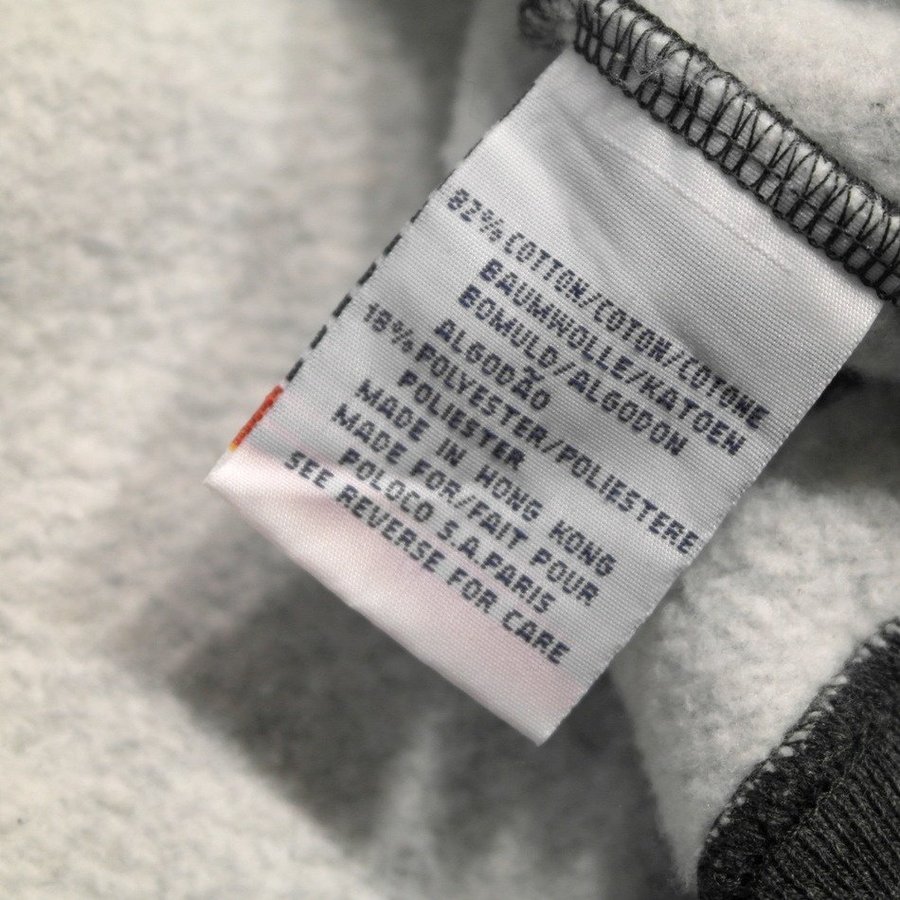 82% COTTON/COTON/COTONE
BAUMWOLLE/KATOEN
BOMULD/ALGODON
ALGODÃO
18% POLYESTER/POLIESTERE
POLIESTER
MADE IN HONG KONG
MADE FOR/FAIT POUR
POLOCO S.A.PARIS
SEE REVERSE FOR CARE